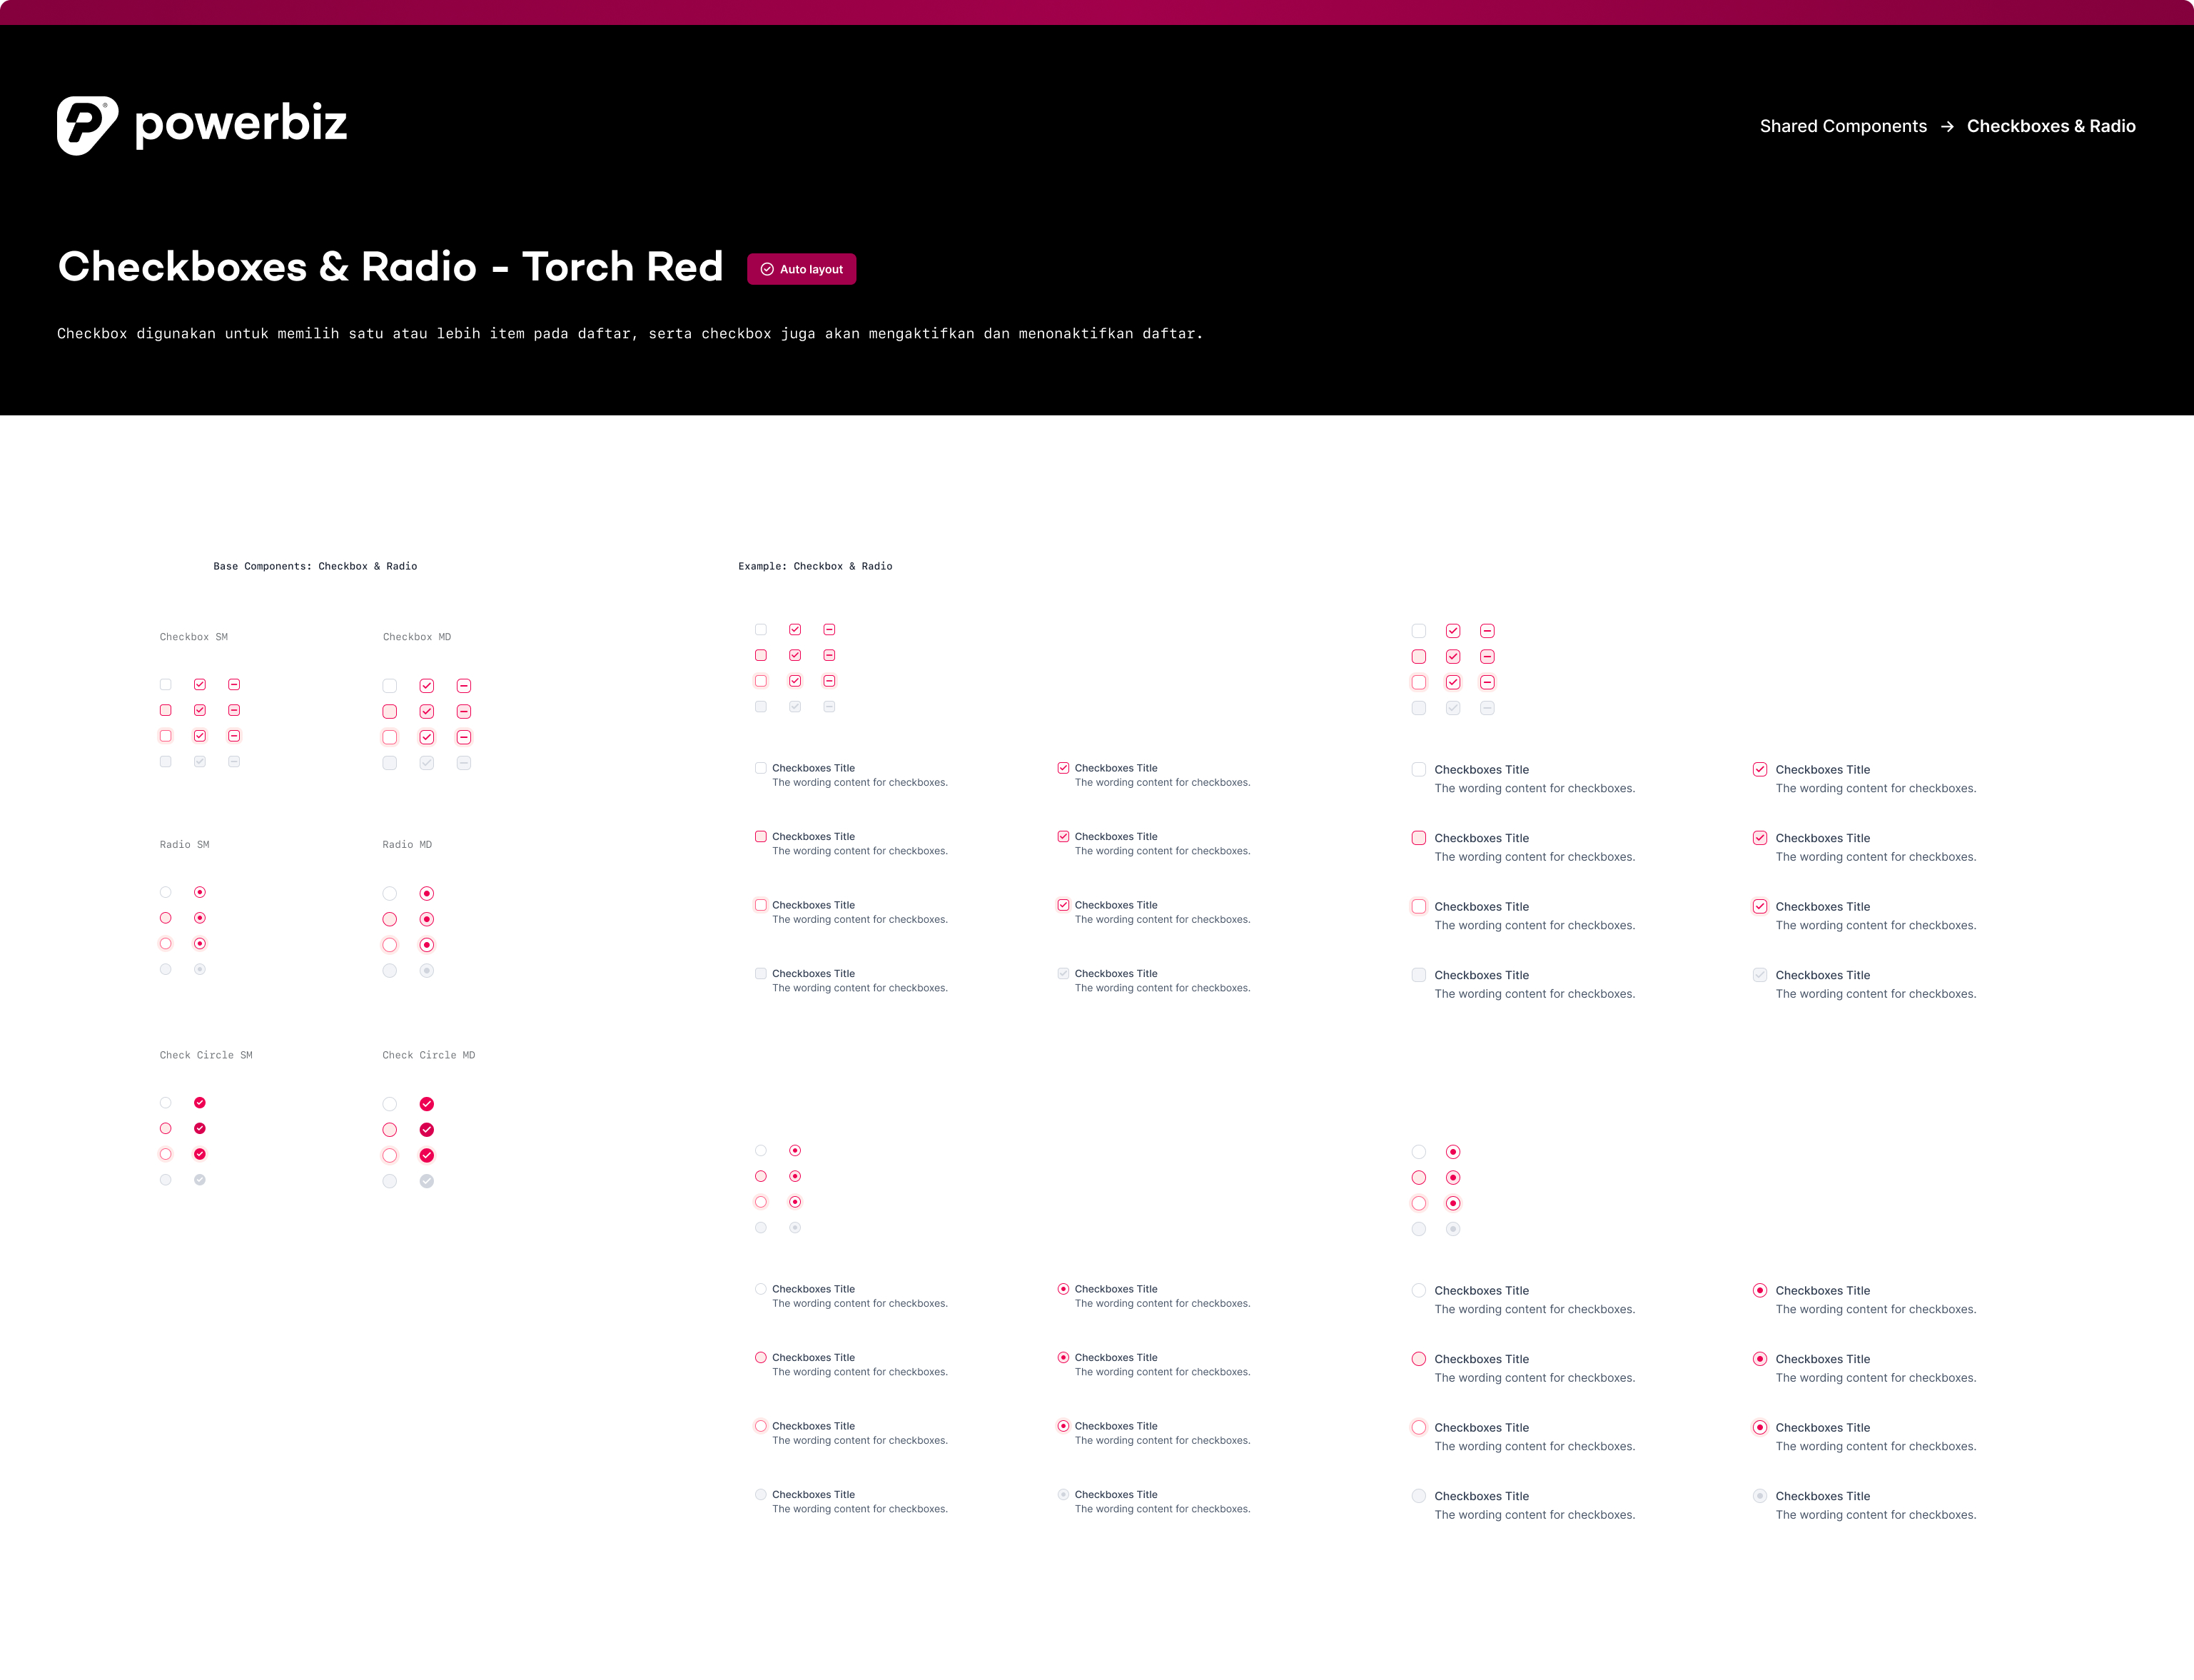 powerbiz
Shared Components → Checkboxes & Radio
Checkboxes & Radio - Torch Red
Auto layout
Checkbox digunakan untuk memilih satu atau lebih item pada daftar, serta checkbox juga akan mengaktifkan dan menonaktifkan daftar.
Base Components: Checkbox & Radio
Checkbox SM
Checkbox MD
Radio SM
Radio MD
Check Circle SM
Check Circle MD
Example: Checkbox & Radio
Checkboxes Title
The wording content for checkboxes.
Checkboxes Title
The wording content for checkboxes.
Checkboxes Title
The wording content for checkboxes.
Checkboxes Title
The wording content for checkboxes.
Checkboxes Title
The wording content for checkboxes.
Checkboxes Title
The wording content for checkboxes.
Checkboxes Title
The wording content for checkboxes.
Checkboxes Title
The wording content for checkboxes.
Checkboxes Title
The wording content for checkboxes.
Checkboxes Title
The wording content for checkboxes.
Checkboxes Title
The wording content for checkboxes.
Checkboxes Title
The wording content for checkboxes.
Checkboxes Title
The wording content for checkboxes.
Checkboxes Title
The wording content for checkboxes.
Checkboxes Title
The wording content for checkboxes.
Checkboxes Title
The wording content for checkboxes.
Checkboxes Title
The wording content for checkboxes.
Checkboxes Title
The wording content for checkboxes.
Checkboxes Title
The wording content for checkboxes.
Checkboxes Title
The wording content for checkboxes.
Checkboxes Title
The wording content for checkboxes.
Checkboxes Title
The wording content for checkboxes.
Checkboxes Title
The wording content for checkboxes.
Checkboxes Title
The wording content for checkboxes.
Checkboxes Title
The wording content for checkboxes.
Checkboxes Title
The wording content for checkboxes.
Checkboxes Title
The wording content for checkboxes.
Checkboxes Title
The wording content for checkboxes.
Checkboxes Title
The wording content for checkboxes.
Checkboxes Title
The wording content for checkboxes.
Checkboxes Title
The wording content for checkboxes.
Checkboxes Title
The wording content for checkboxes.